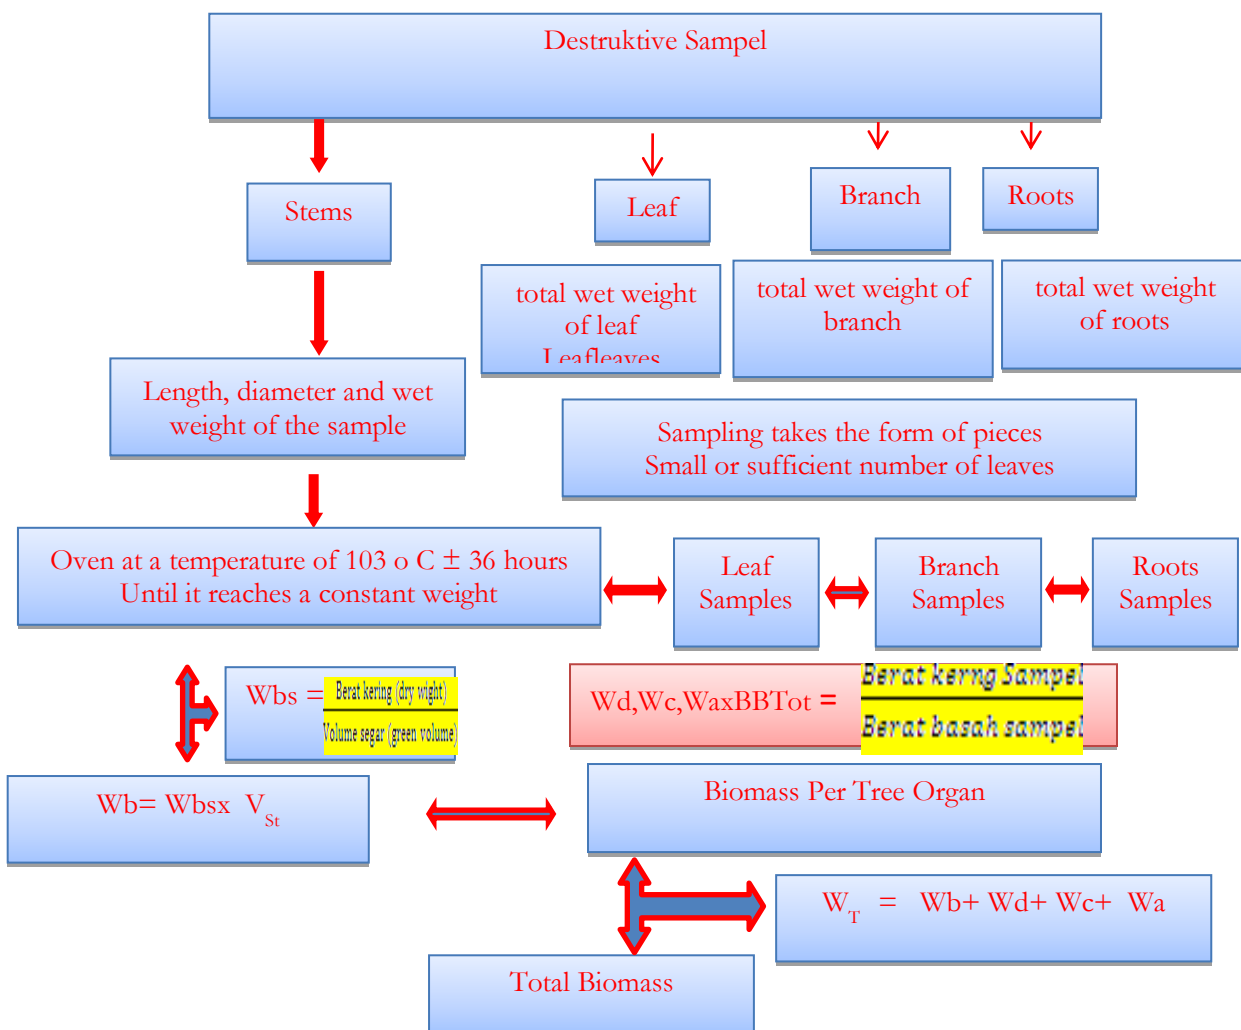 Destruktive Sampel
Stems
Leaf
Branch
Roots
total wet weight
of leaf
Leafleaves
total wet weight of
branch
total wet weight
of roots
Length, diameter and wet
weight of the sample
Sampling takes the form of pieces
Small or sufficient number of leaves
Oven at a temperature of 103 o C ± 36 hours
Until it reaches a constant weight
Leaf
Samples
Branch
Samples
Roots
Samples
Wbs = Berat kering (dry wight)
Volume segar (green volume)
Wd,Wc,WaxBBTot = Berat kerng Sampel
Berat basah sampel
Wb= Wbsx V_St
Biomass Per Tree Organ
W_T = Wb+ Wd+ Wc+ Wa
Total Biomass